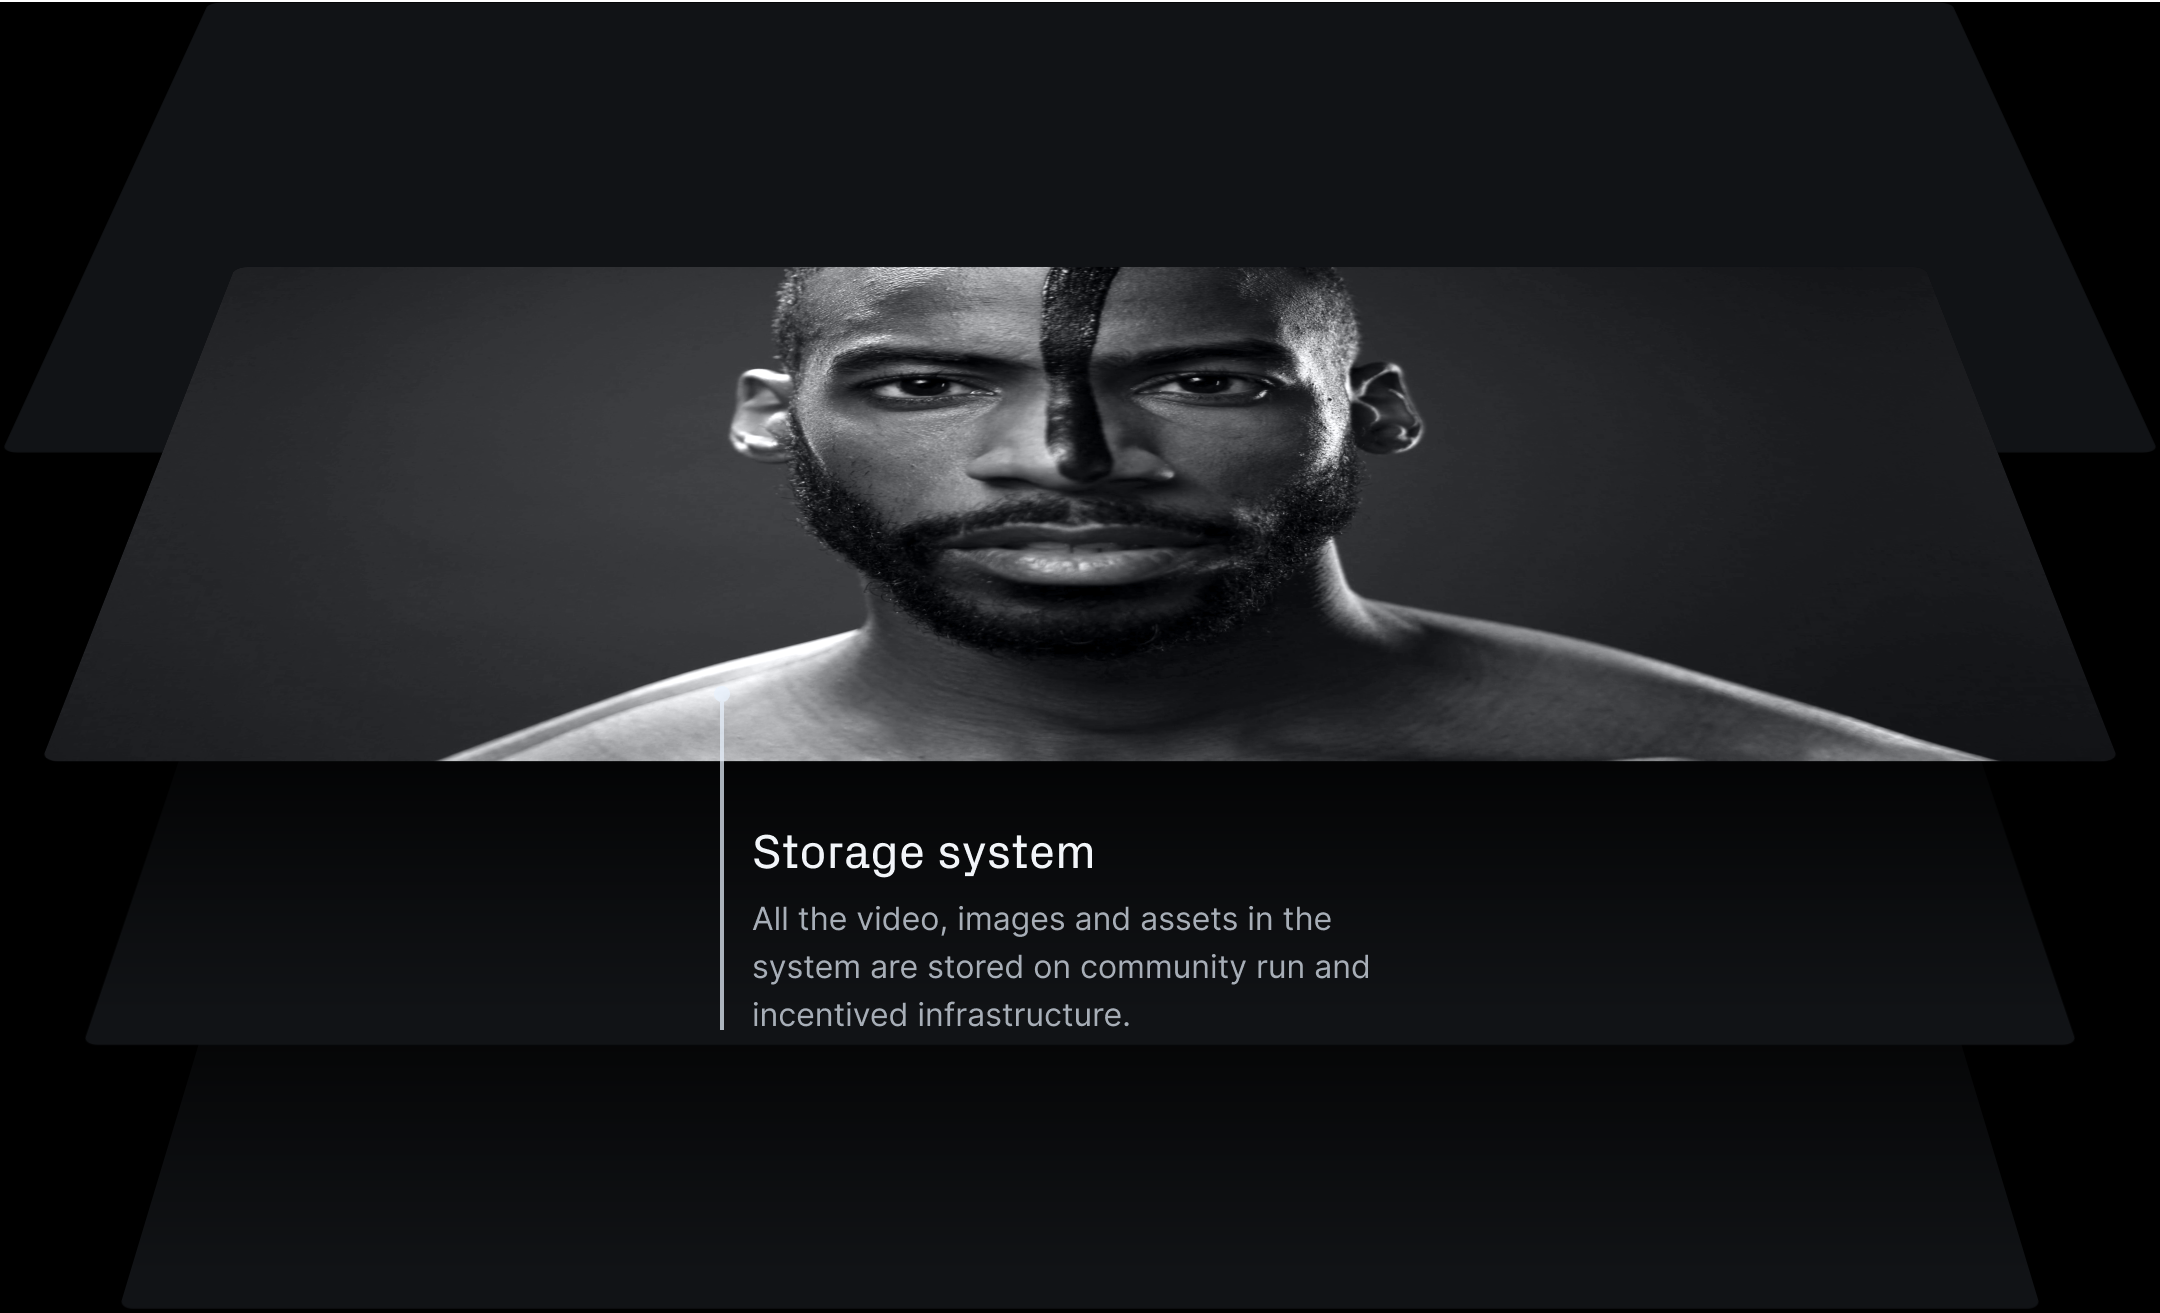 Storage system
All the video, images and assets in the
system are stored on community run and
incentived infrastructure.